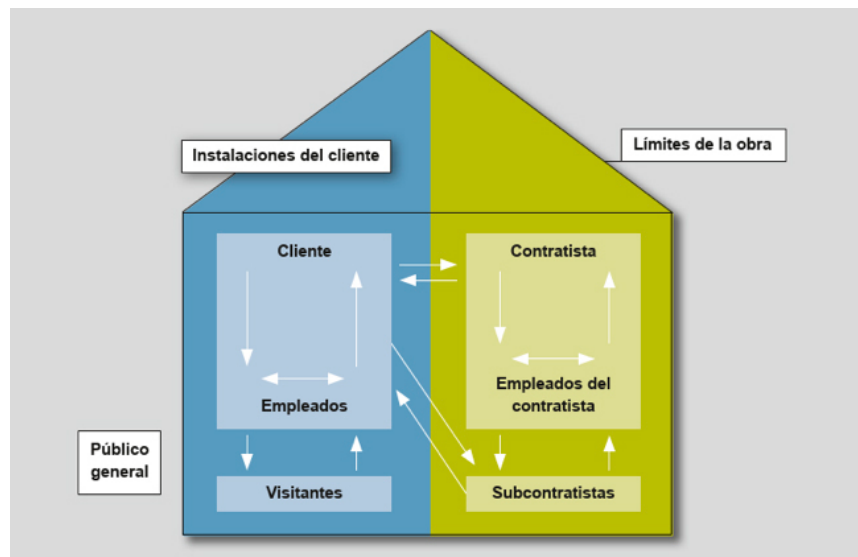 Instalaciones del cliente
Límites de la obra
Cliente
Contratista
Empleados
Empleados del
contratista
Público
general
Visitantes
Subcontratistas